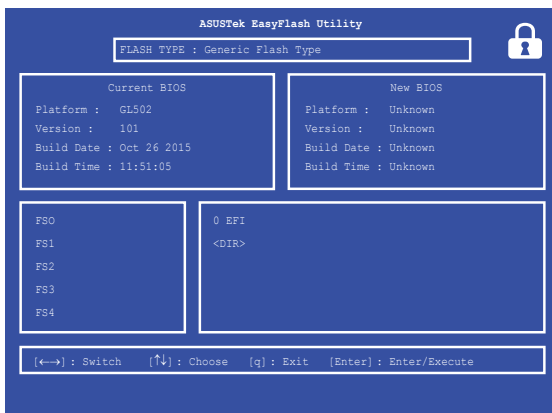 ASUSTek EasyFlash Utility
FLASH TYPE : Generic Flash Type
Current BIOS
Platform : GL502
Version : 101
Build Date : Oct 26 2015
Build Time : 11:51:05
New BIOS
Platform : Unknown
Version : Unknown
Build Date : Unknown
Build Time : Unknown
FSO
FS1
FS2
FS3
FS4
0 EFI
<DIR>
[←→] : Switch [↑↓] : Choose [q] : Exit [Enter] : Enter/Execute